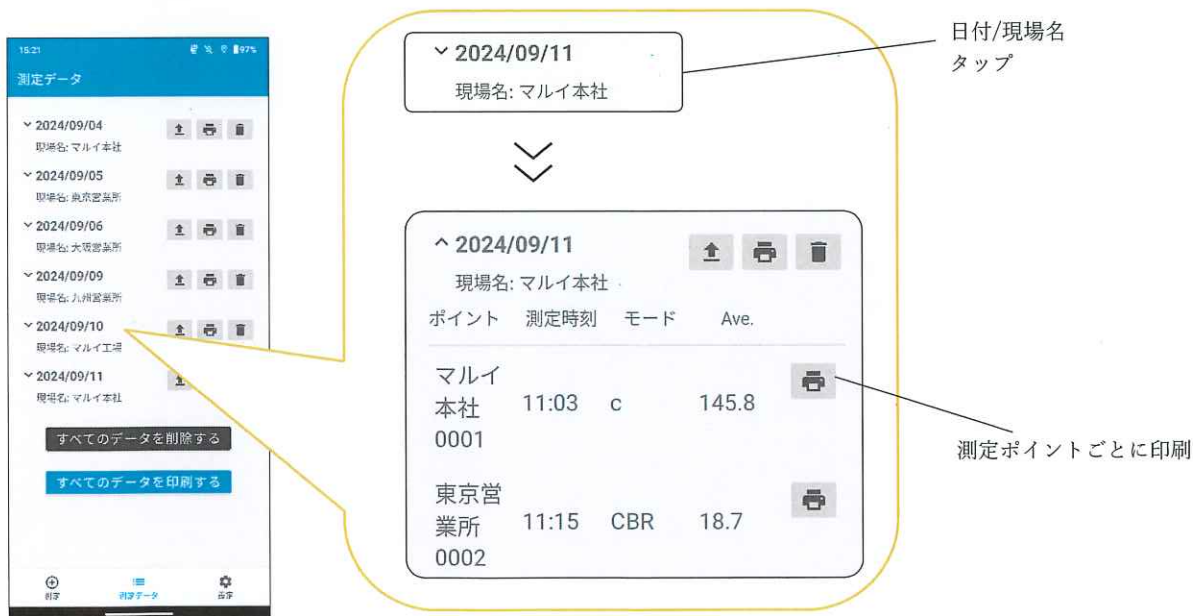 15:21
97%
測定データ
2024/09/04
現場名: マルイ本社
2024/09/05
現場名: 東京営業所
2024/09/06
現場名: 大阪営業所
2024/09/09
現場名: 九州営業所
2024/09/10
現場名: マルイ工場
2024/09/11
現場名: マルイ本社
すべてのデータを削除する
すべてのデータを印刷する
測定
測定データ
設定
2024/09/11
現場名: マルイ本社
日付/現場名
タップ
2024/09/11
現場名: マルイ本社
ポイント 測定時刻 モード Ave.
マルイ
本社
0001
11:03 c 145.8
東京営
業所
0002
11:15 CBR 18.7
測定ポイントごとに印刷